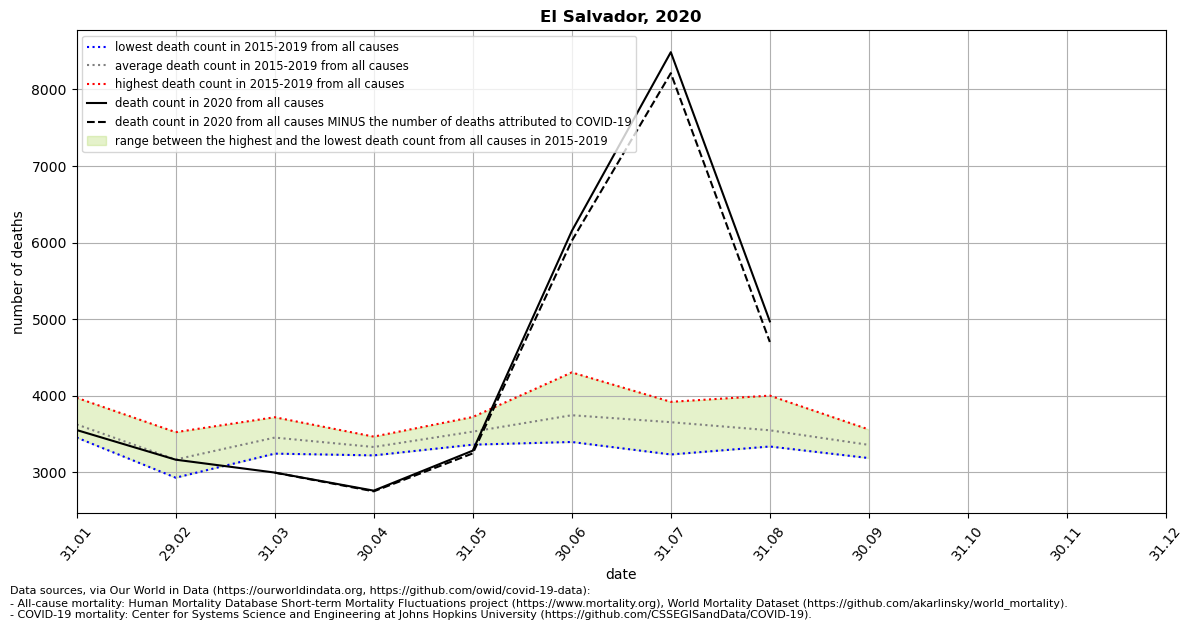 El Salvador, 2020
lowest death count in 2015-2019 from all causes
average death count in 2015-2019 from all causes
highest death count in 2015-2019 from all causes
death count in 2020 from all causes
death count in 2020 from all causes MINUS the number of deaths attributed to COVID-19
range between the highest and the lowest death count from all causes in 2015-2019
number of deaths
8000
7000
6000
5000
4000
3000
31.01
29.02
31.03
30.04
31.05
30.06
31.07
31.08
30.09
31.10
30.11
31.12
date
Data sources, via Our World in Data (https://ourworldindata.org, https://github.com/owid/covid-19-data):
- All-cause mortality: Human Mortality Database Short-term Mortality Fluctuations project (https://www.mortality.org), World Mortality Dataset (https://github.com/akarlinsky/world_mortality).
- COVID-19 mortality: Center for Systems Science and Engineering at Johns Hopkins University (https://github.com/CSSEGISandData/COVID-19).